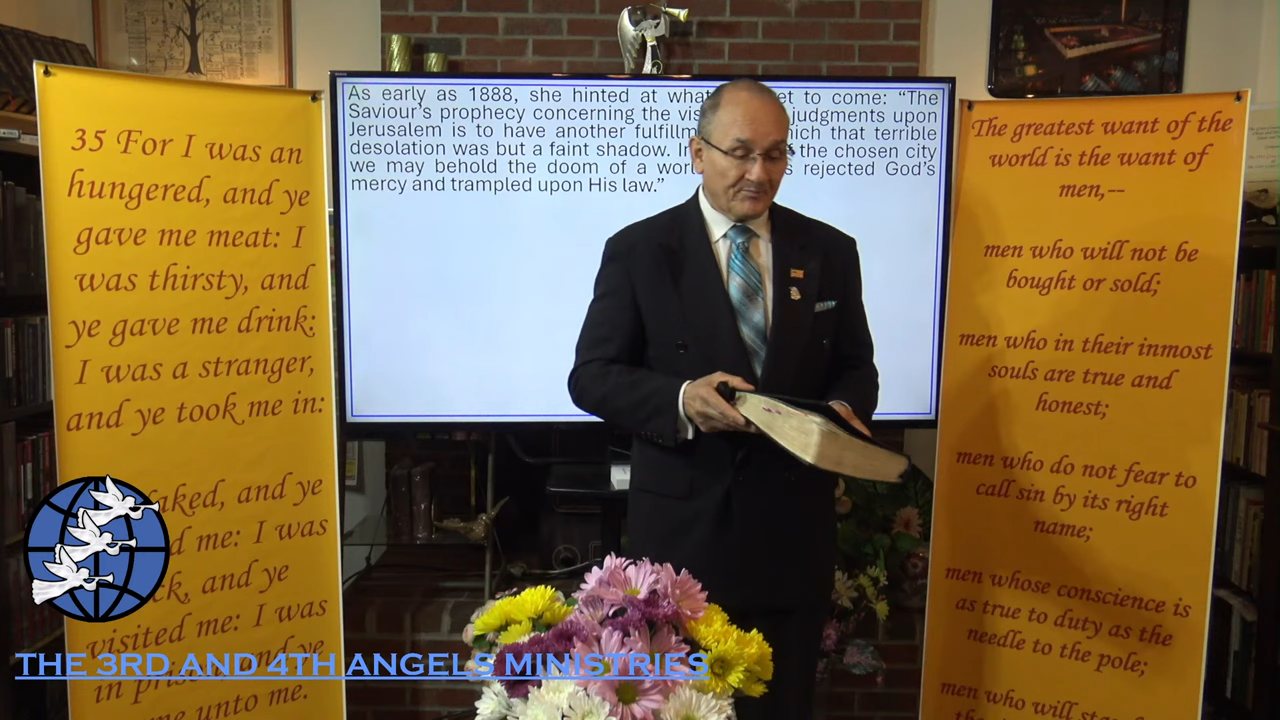 35 For I was an
hungered, and ye
gave me meat: I
was thirsty, and
ye gave me drink:
I was a stranger,
and ye took me in:
aked, and ye
d me: I was
ck, and ye
visited me: I was
in prison, and ye
me unto me.
As early as 1888, she hinted at what et to come: “The
Saviour’s prophecy concerning the vis judgments upon
Jerusalem is to have another fulfillm hich that terrible
desolation was but a faint shadow. In the chosen city
we may behold the doom of a worl s rejected God’s
mercy and trampled upon His law.”
The greatest want of the
world is the want of
men,--
men who will not be
bought or sold;
men who in their inmost
souls are true and
honest;
men who do not fear to
call sin by its right
name;
men whose conscience is
as true to duty as the
needle to the pole;
men who will
THE 3RD AND 4TH ANGELS MINISTRIES